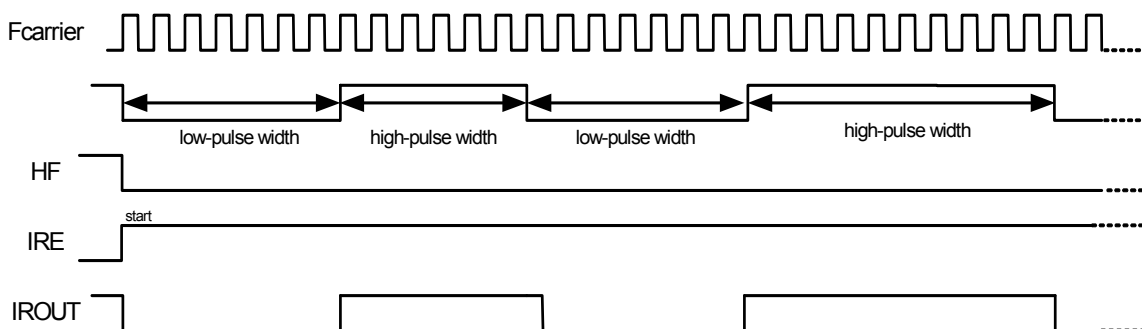 Fcarrier
low-pulse width
high-pulse width
low-pulse width
high-pulse width
HF
start
IRE
IROUT